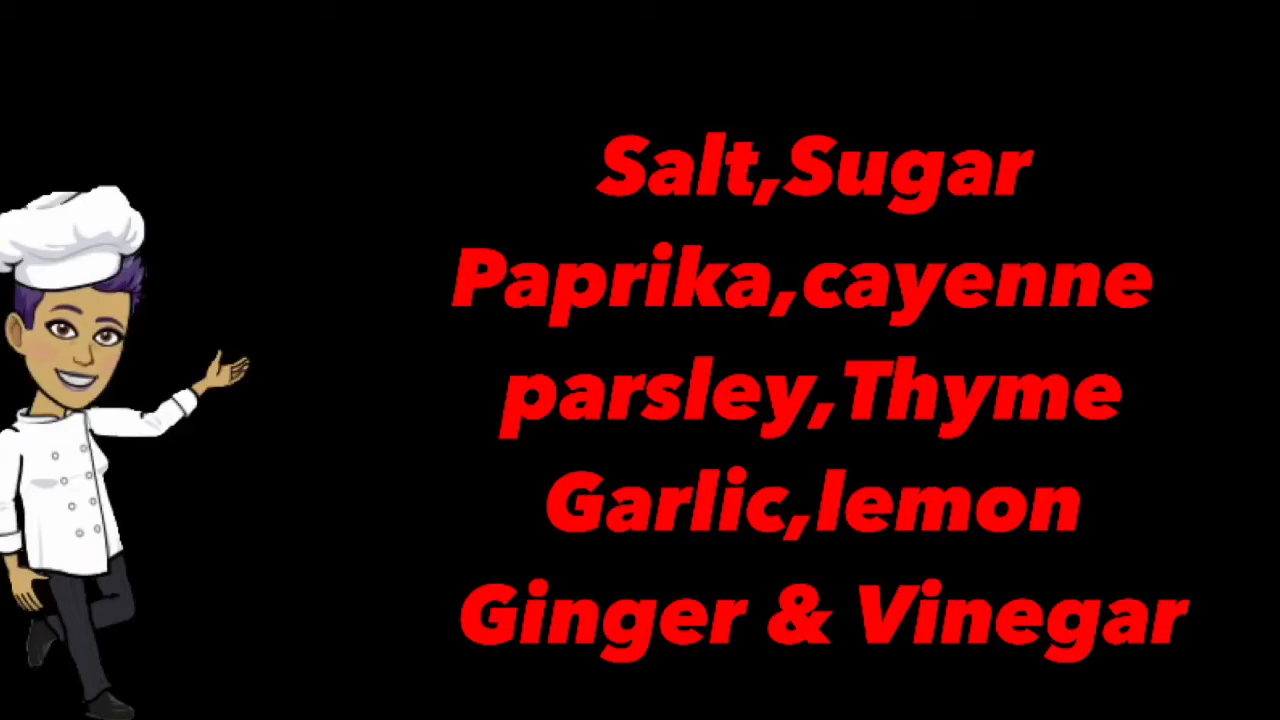 Salt,Sugar
Paprika,cayenne
parsley,Thyme
Garlic,lemon
Ginger & Vinegar